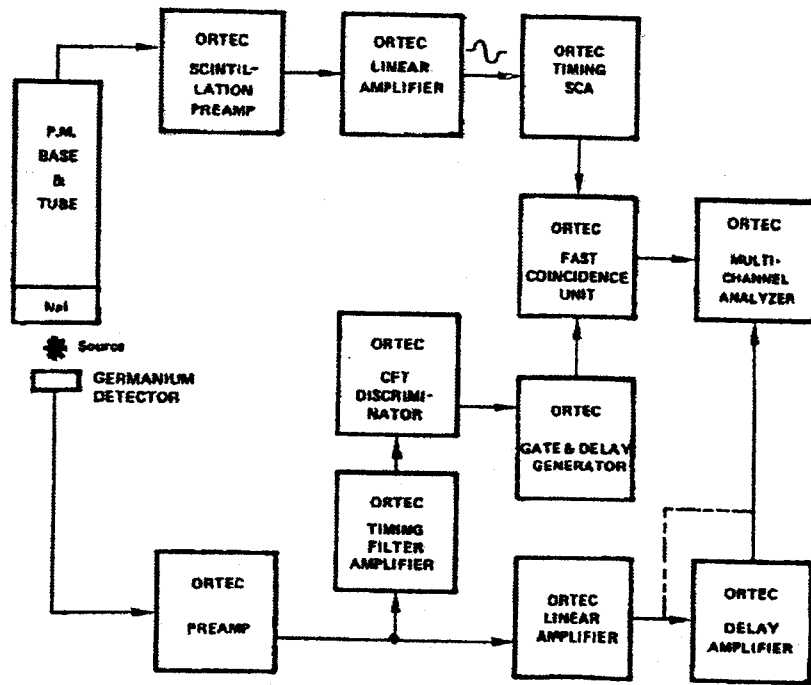 ORTEC
SCINTIL-
LATION
PREAMP
ORTEC
LINEAR
AMPLIFIER
ORTEC
TIMING
SCA
P.M.
BASE
&
TUBE
NaI
Source
GERMANIUM
DETECTOR
ORTEC
FAST
COINCIDENCE
UNIT
ORTEC
MULTI-
CHANNEL
ANALYZER
ORTEC
CFT
DISCRIMI-
NATOR
ORTEC
GATE & DELAY
GENERATOR
ORTEC
TIMING
FILTER
AMPLIFIER
ORTEC
PREAMP
ORTEC
LINEAR
AMPLIFIER
ORTEC
DELAY
AMPLIFIER